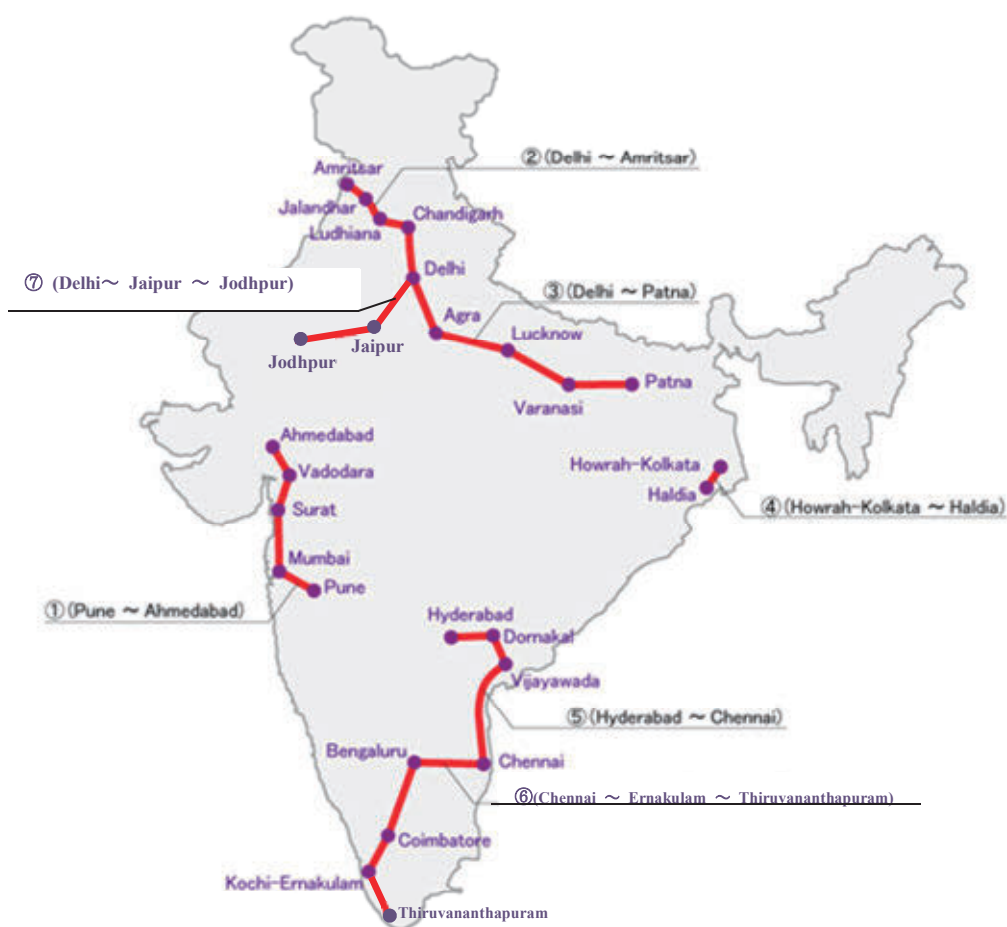 ② (Delhi ～ Amritsar)
Amritsar
Jalandhar
Ludhiana
Chandigarh
Delhi
⑦ (Delhi～ Jaipur ～ Jodhpur)
③ (Delhi ～ Patna)
Agra
Lucknow
Jaipur
Jodhpur
Varanasi
Patna
Ahmedabad
Vadodara
Howrah-Kolkata
Haldia
④ (Howrah-Kolkata ～ Haldia)
Surat
Mumbai
Pune
① (Pune ～ Ahmedabad)
Hyderabad
Dornakal
Vijayawada
⑤ (Hyderabad ～ Chennai)
Bengaluru
Chennai
⑥(Chennai ～ Ernakulam ～ Thiruvananthapuram)
Coimbatore
Kochi-Ernakulam
Thiruvananthapuram